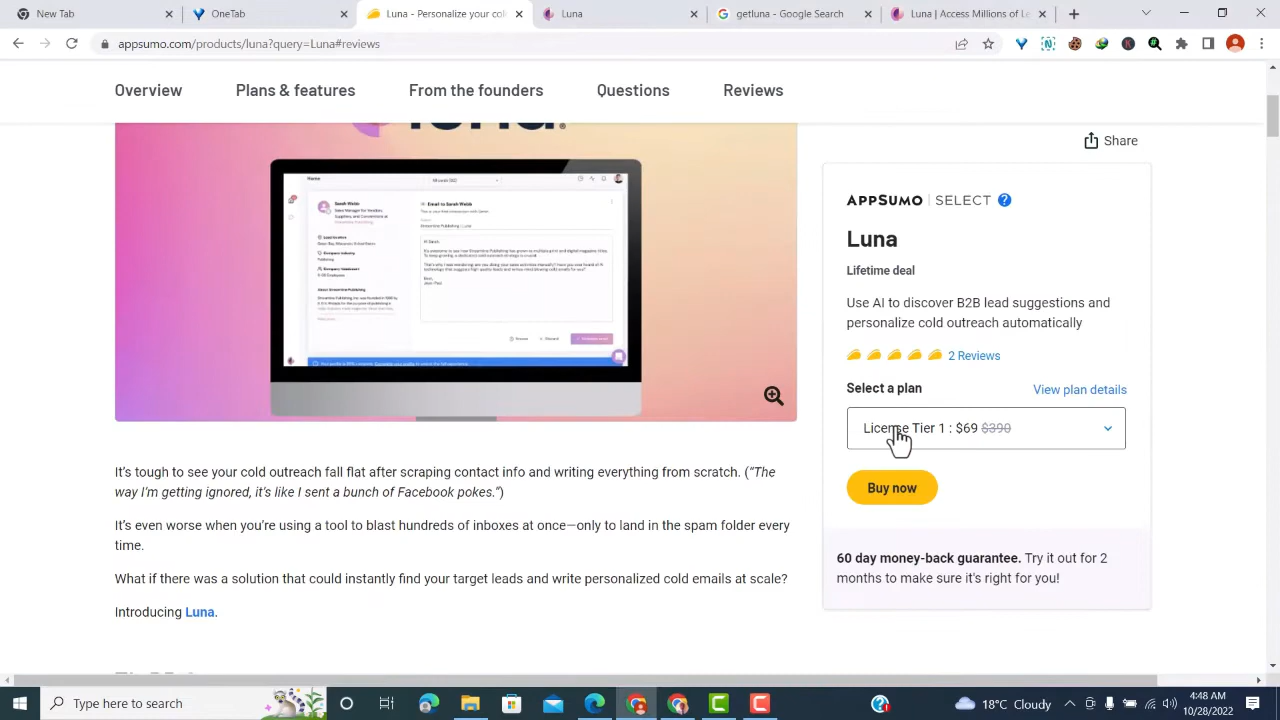 New Tab
OneTab
Luna - Personalize your col
Luna
getluna - Google Search
Luna | Access Millions of Le
appsumo.com/products/luna?query=Luna#reviews
Overview
Plans & features
From the founders
Questions
Reviews
Share
Home
Sarah Webb
Email to Sarah Webb
APPSUMO | SELECT
Luna
Lifetime deal
Use AI to discover B2B lead suggestions and
personalize cold outreach automatically
2 Reviews
Select a plan
View plan details
License Tier 1 : $69 $390
Buy now
60 day money-back guarantee. Try it out for 2
months to make sure it's right for you!
It's tough to see your cold outreach fall flat after scraping contact info and writing everything from scratch. ("The
way I'm getting ignored, it's like I sent a bunch of Facebook pokes.")
It's even worse when you're using a tool to blast hundreds of inboxes at once—only to land in the spam folder every
time.
What if there was a solution that could instantly find your target leads and write personalized cold emails at scale?
Introducing Luna.
Type here to search
Cloudy
4:48 AM
10/28/2022